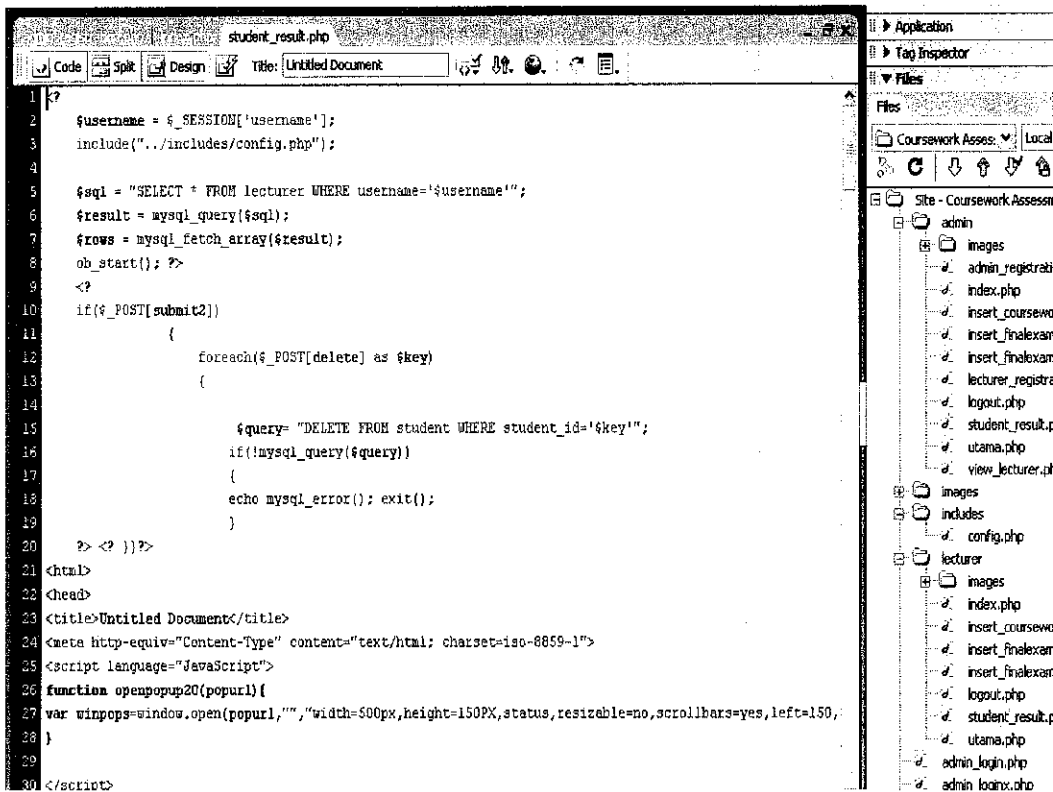 student_result.php
Code Split Design Title: Untitled Document
1 <?
2 $username = $_SESSION['username'];
3 include("../includes/config.php");
4
5 $sql = "SELECT * FROM lecturer WHERE username='$username'";
6 $result = mysql_query($sql);
7 $rows = mysql_fetch_array($result);
8 ob_start(); ?>
9 <?
10 if($_POST[submit2])
11 {
12 foreach($_POST[delete] as $key)
13 {
14
15 $query= "DELETE FROM student WHERE student_id='$key'";
16 if(!mysql_query($query))
17 {
18 echo mysql_error(); exit();
19 }
20 ?> <? }}?>
21 <html>
22 <head>
23 <title>Untitled Document</title>
24 <meta http-equiv="Content-Type" content="text/html; charset=iso-8859-1">
25 <script language="JavaScript">
26 function openpopup20(popurl){
27 var winpops=window.open(popurl,"","width=500px,height=150PX,status,resizable=no,scrollbars=yes,left=150,
28 }
29
30 </script>
Application
Tag Inspector
Files
Files
Coursework Asses: Local
Site - Coursework Assessm
admin
images
admin_registrati
index.php
insert_coursewo
insert_finalexam
insert_finalexam
lecturer_registra
logout.php
student_result.p
utama.php
view_lecturer.ph
images
includes
config.php
lecturer
images
index.php
insert_coursewo
insert_finalexam
insert_finalexam
logout.php
student_result.p
utama.php
admin_login.php
admin_loginx.php